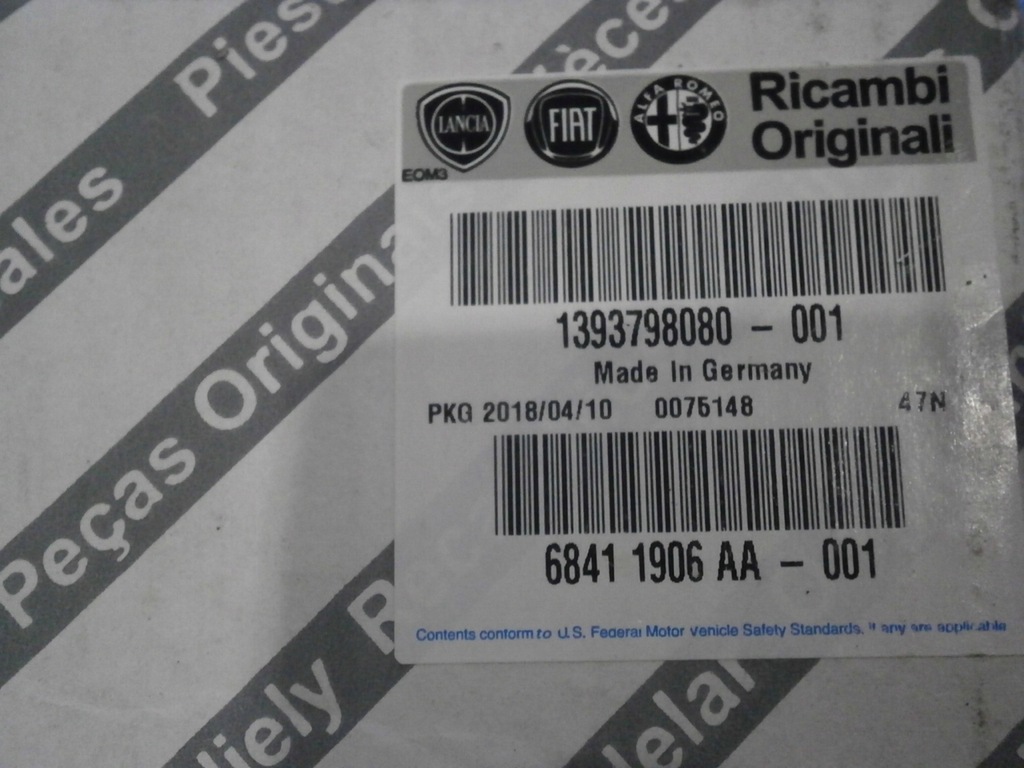 Pies
ales
èce
Peças Origina
LANCIA
FIAT
ALFA ROMEO
Ricambi
Originali
EOM3
1393798080 - 001
Made In Germany
PKG 2018/04/10 0075148 47N
6841 1906 AA - 001
Contents conform to U.S. Federal Motor Vehicle Safety Standards. If any are applicable
diely
elar